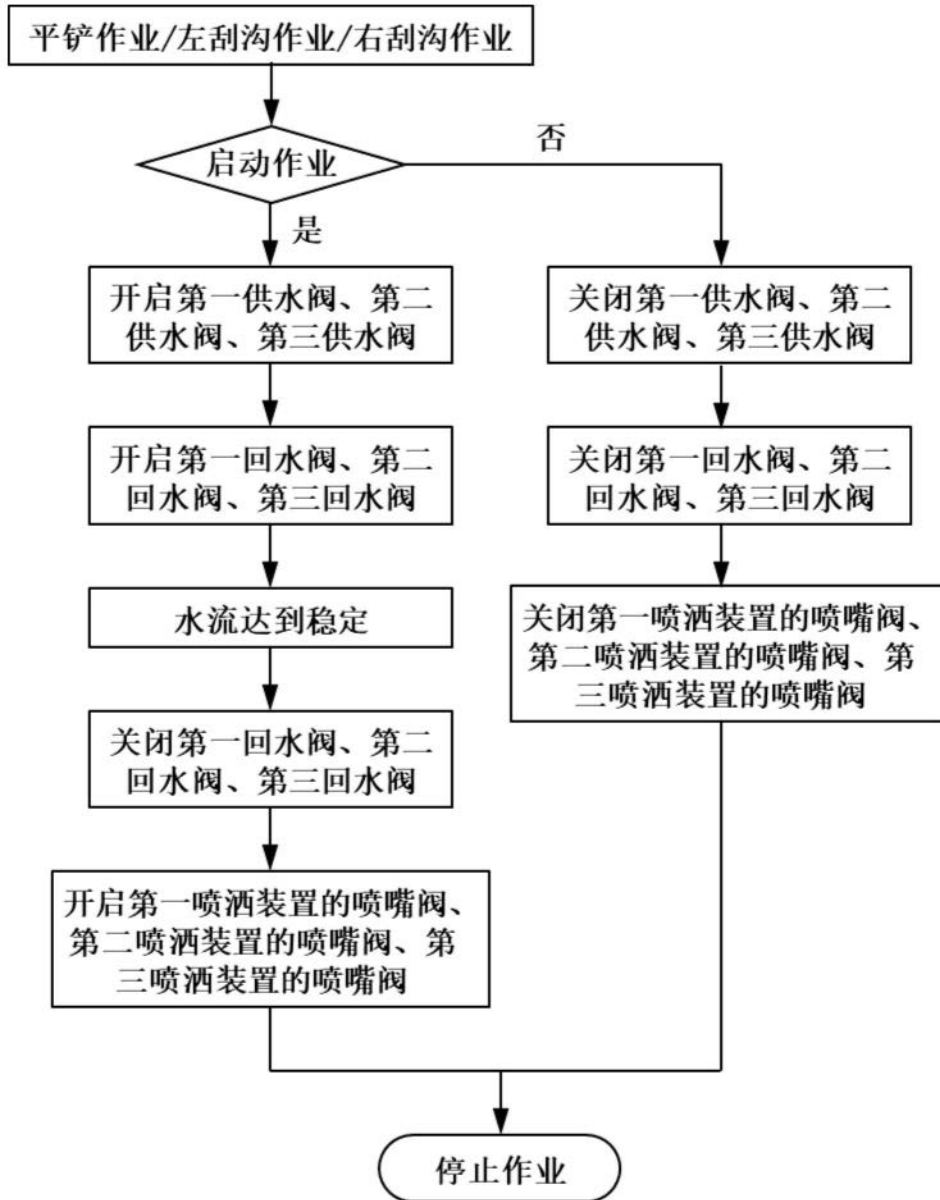 平铲作业/左刮沟作业/右刮沟作业
启动作业
否
是
开启第一供水阀、第二
供水阀、第三供水阀
开启第一回水阀、第二
回水阀、第三回水阀
水流达到稳定
关闭第一回水阀、第二
回水阀、第三回水阀
开启第一喷洒装置的喷嘴阀、
第二喷洒装置的喷嘴阀、第
三喷洒装置的喷嘴阀
关闭第一供水阀、第二
供水阀、第三供水阀
关闭第一回水阀、第二
回水阀、第三回水阀
关闭第一喷洒装置的喷嘴阀、
第二喷洒装置的喷嘴阀、第
三喷洒装置的喷嘴阀
停止作业